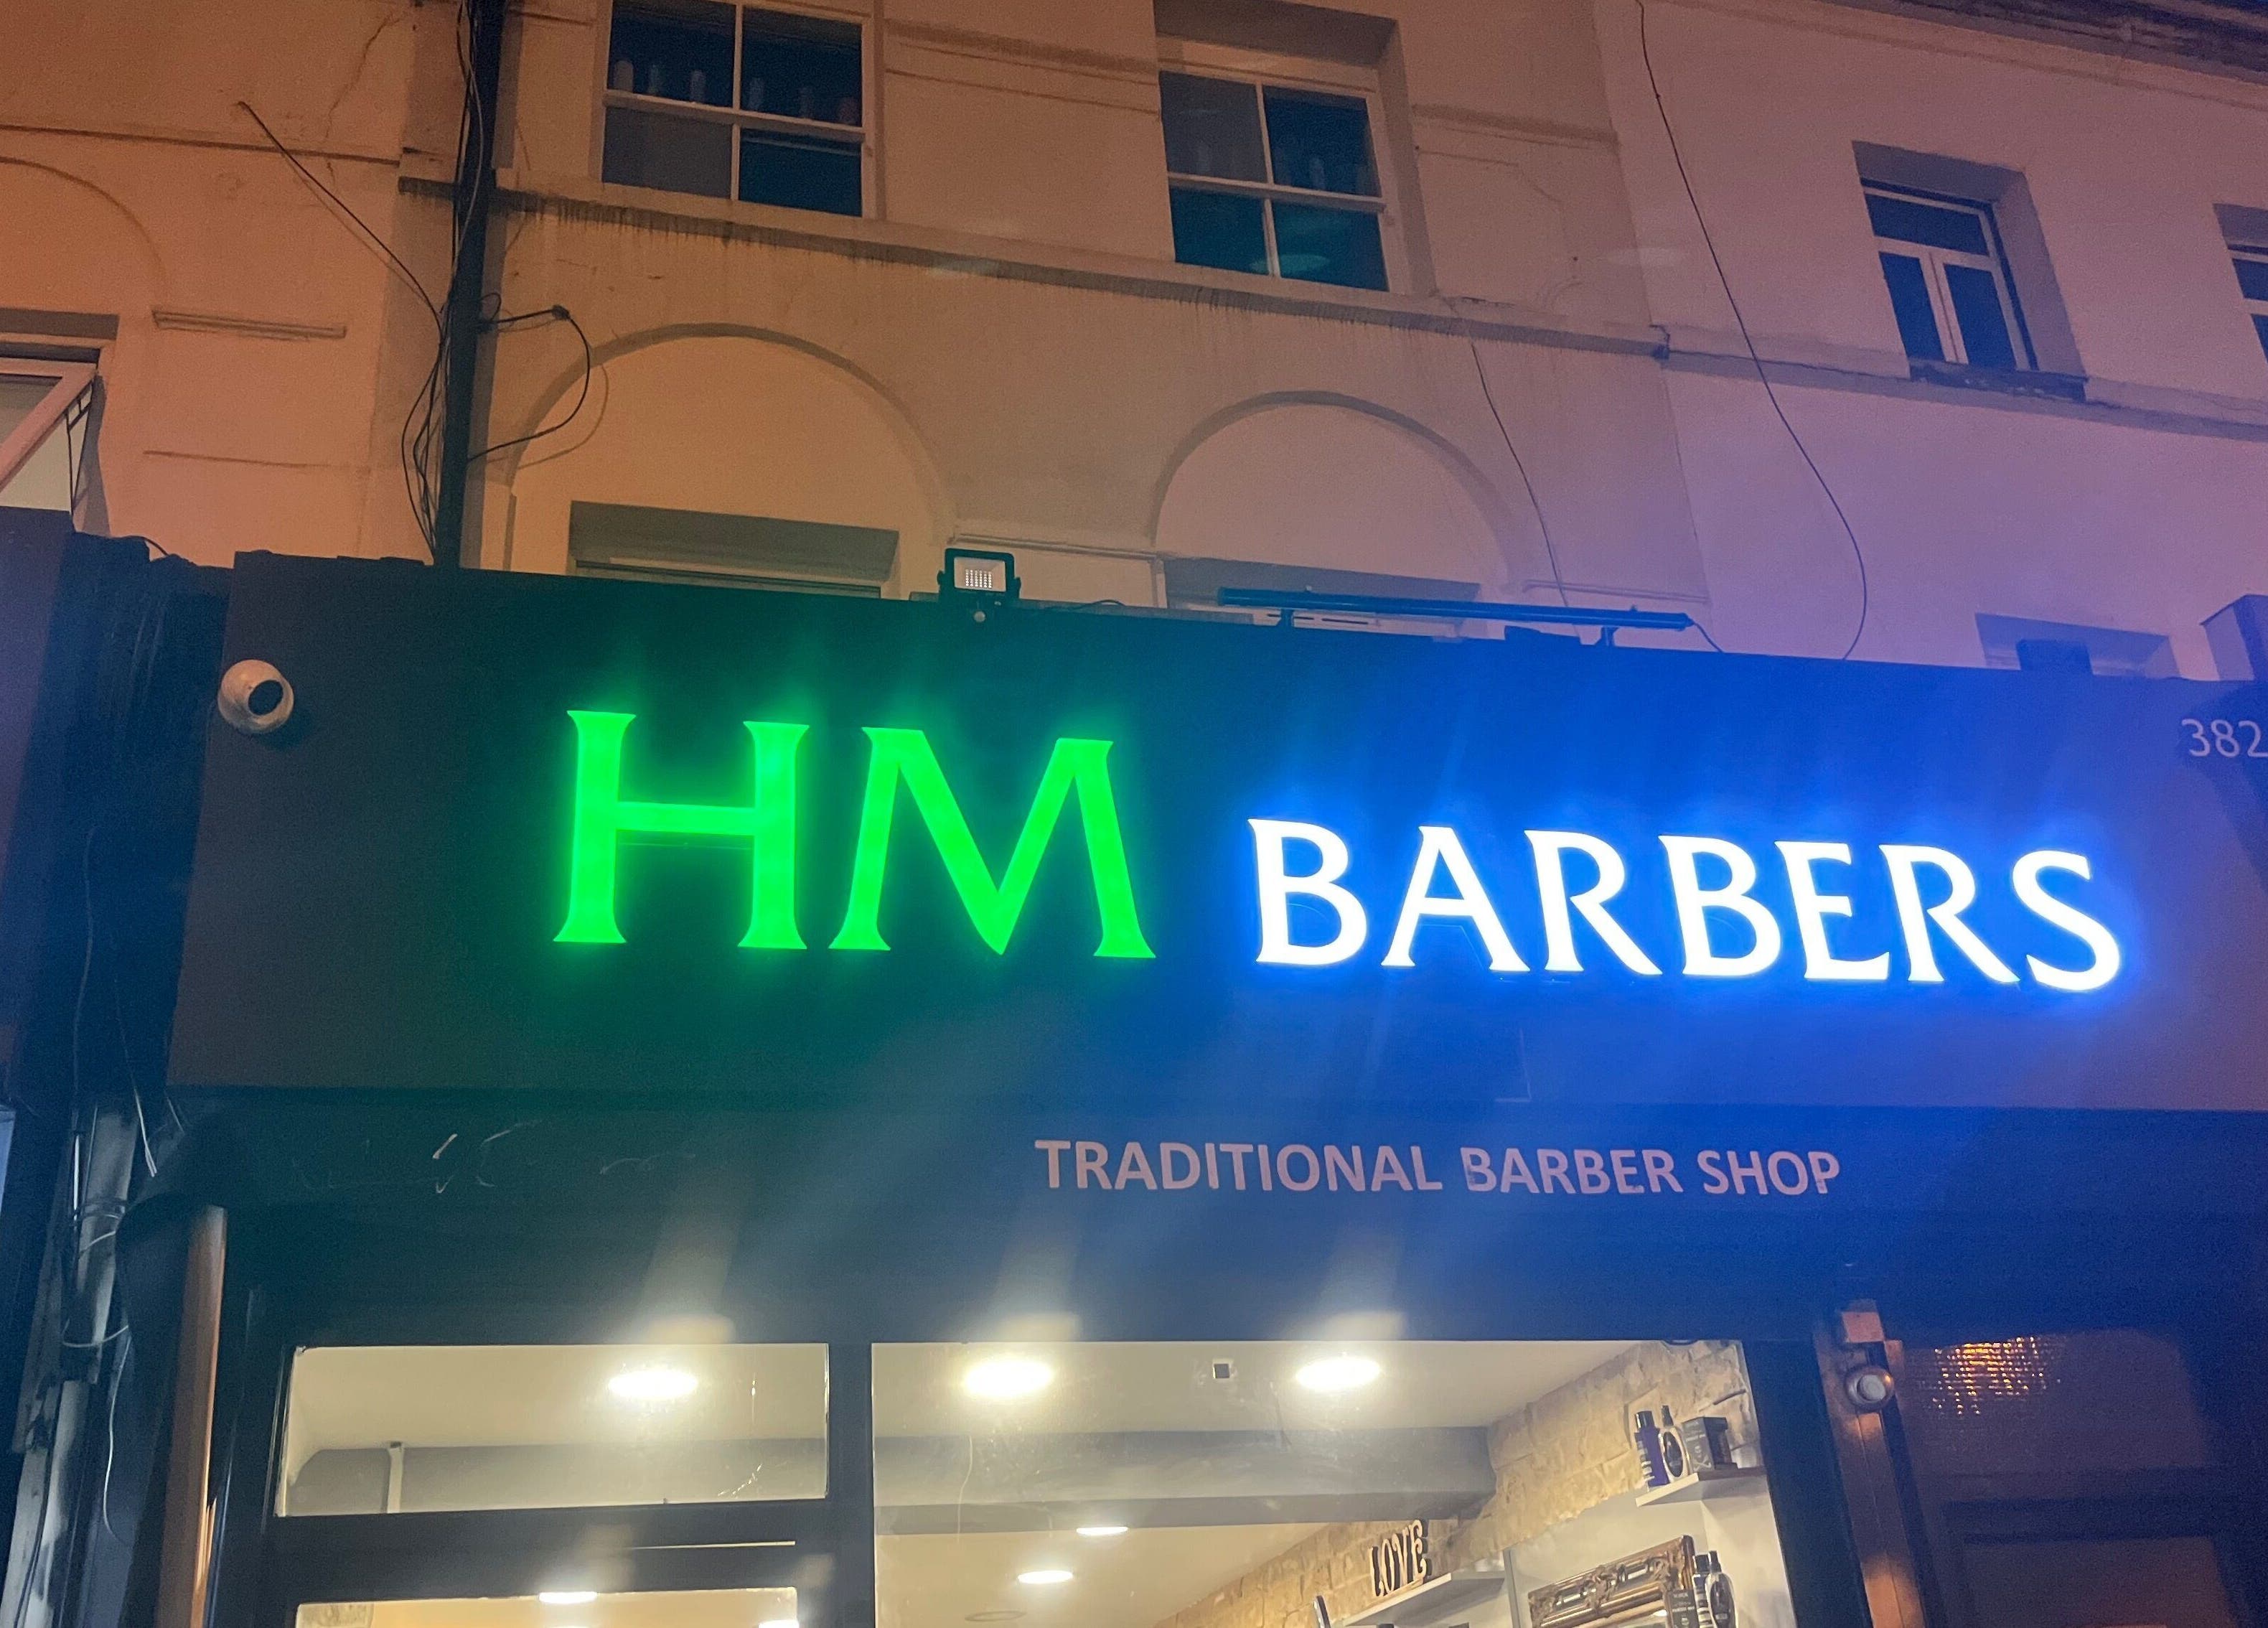 HM BARBERS
382
TRADITIONAL BARBER SHOP
LOVE